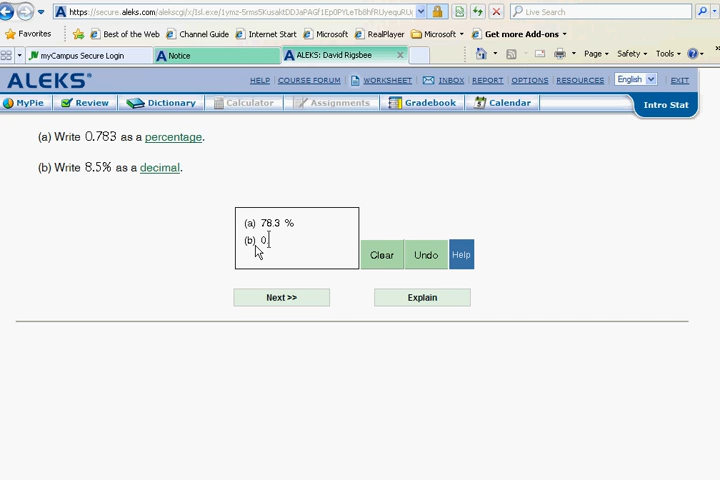 https://secure.aleks.com/alekscgi/x/Isl.exe/
Live Search
Favorites Best of the Web Channel Guide Internet Start Microsoft RealPlayer Microsoft Get more Add-ons
myCampus Secure Login Notice ALEKS: David Rigsbee Page Safety Tools
ALEKS® HELP COURSE FORUM WORKSHEET INBOX REPORT OPTIONS RESOURCES English EXIT
MyPie Review Dictionary Calculator Assignments Gradebook Calendar Intro Stat
(a) Write 0.783 as a percentage.
(b) Write 8.5% as a decimal.
(a) 78.3 %
(b) 0.
Clear Undo Help
Next >> Explain